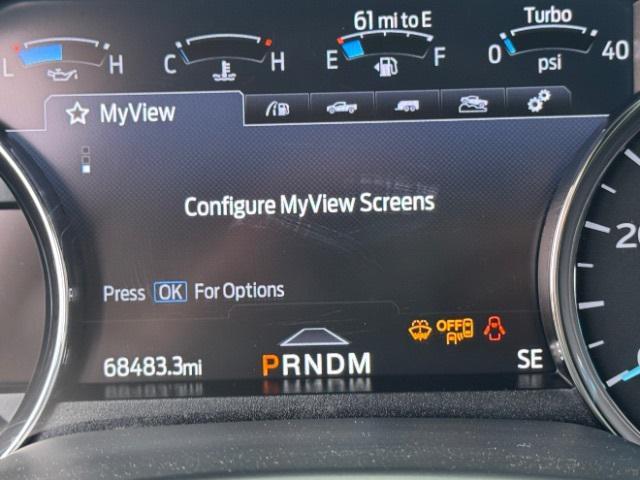 61 mi to E
Turbo
L H C H E F 0 40
psi
MyView
Configure MyView Screens
Press OK For Options
OFF
68483.3mi PRNDM SE